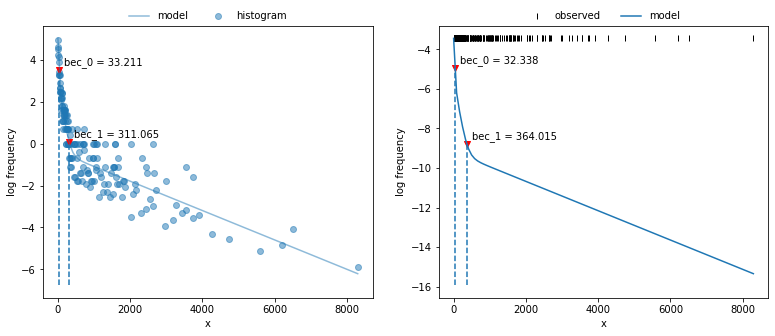 model histogram
bec_0 = 33.211
bec_1 = 311.065
4
2
0
−2
−4
−6
log frequency
0 2000 4000 6000 8000
x
observed model
bec_0 = 32.338
bec_1 = 364.015
−4
−6
−8
−10
−12
−14
−16
log frequency
0 2000 4000 6000 8000
x